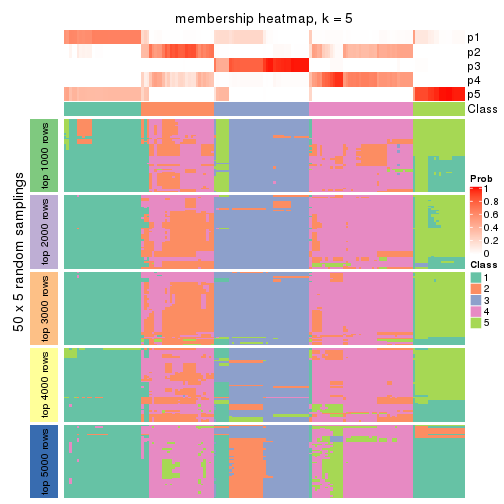 membership heatmap, k = 5
p1
p2
p3
p4
p5
Class
50 x 5 random samplings
top 1000 rows
top 2000 rows
top 3000 rows
top 4000 rows
top 5000 rows
Prob
1
0.8
0.6
0.4
0.2
0
Class
1
2
3
4
5